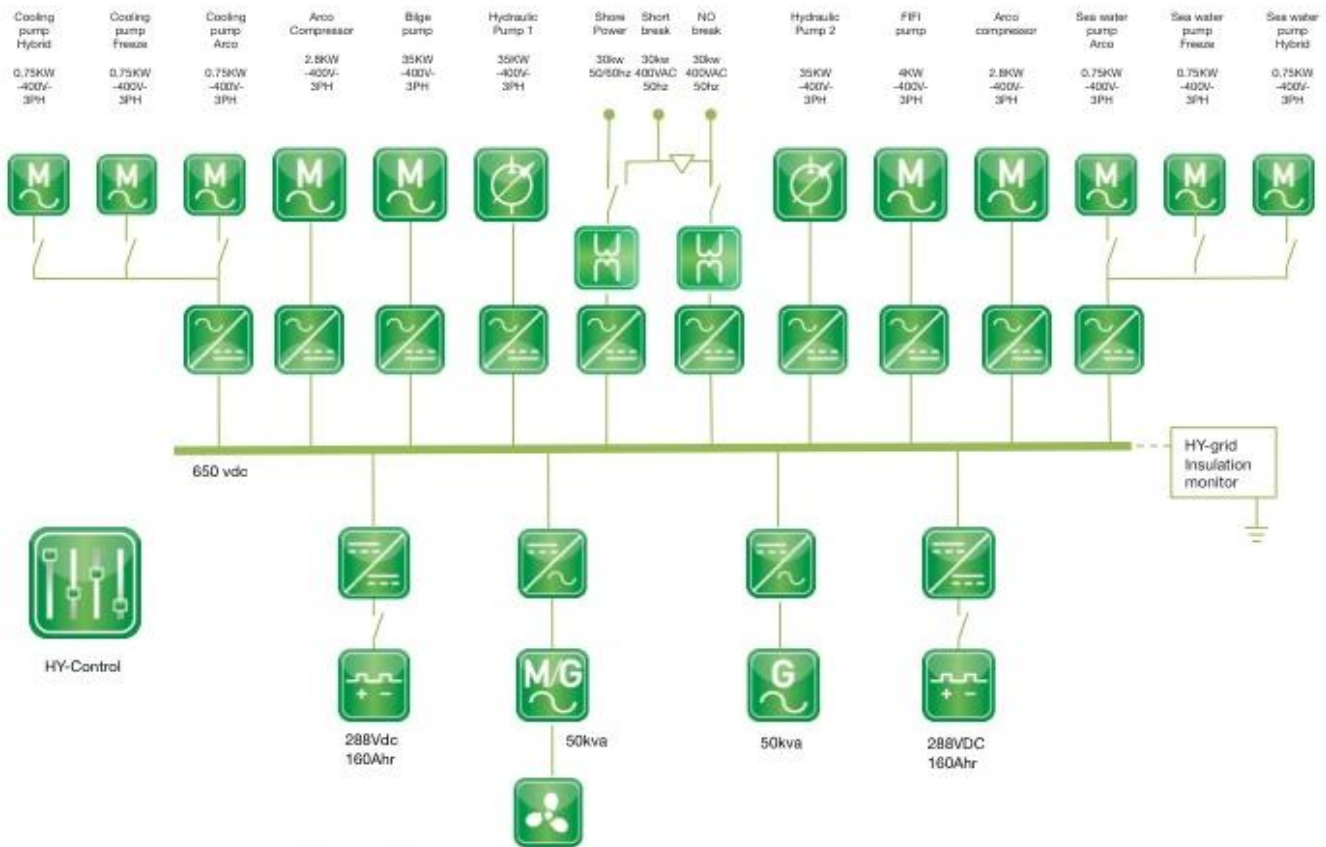 Cooling
pump
Hybrid
0.75KW
-400V-
3PH
Cooling
pump
Freeze
0.75KW
-400V-
3PH
Cooling
pump
Arco
0.75KW
-400V-
3PH
Arco
Compressor
2.8KW
-400V-
3PH
Bilge
pump
35KW
-400V-
3PH
Hydraulic
Pump 1
35KW
-400V-
3PH
Shore
Power
30kw
50/60hz
Short
break
30kw
400VAC
50hz
NO
break
30kw
400VAC
50hz
Hydraulic
Pump 2
35KW
-400V-
3PH
FIFI
pump
4KW
-400V-
3PH
Arco
compressor
2.8KW
-400V-
3PH
Sea water
pump
Arco
0.75KW
-400V-
3PH
Sea water
pump
Freeze
0.75KW
-400V-
3PH
Sea water
pump
Hybrid
0.75KW
-400V-
3PH
M
M
M
M
M
M
M
M
M
M
650 vdc
HY-grid
Insulation
monitor
HY-Control
+ -
288Vdc
160Ahr
M/G
50kva
G
50kva
+ -
288VDC
160Ahr